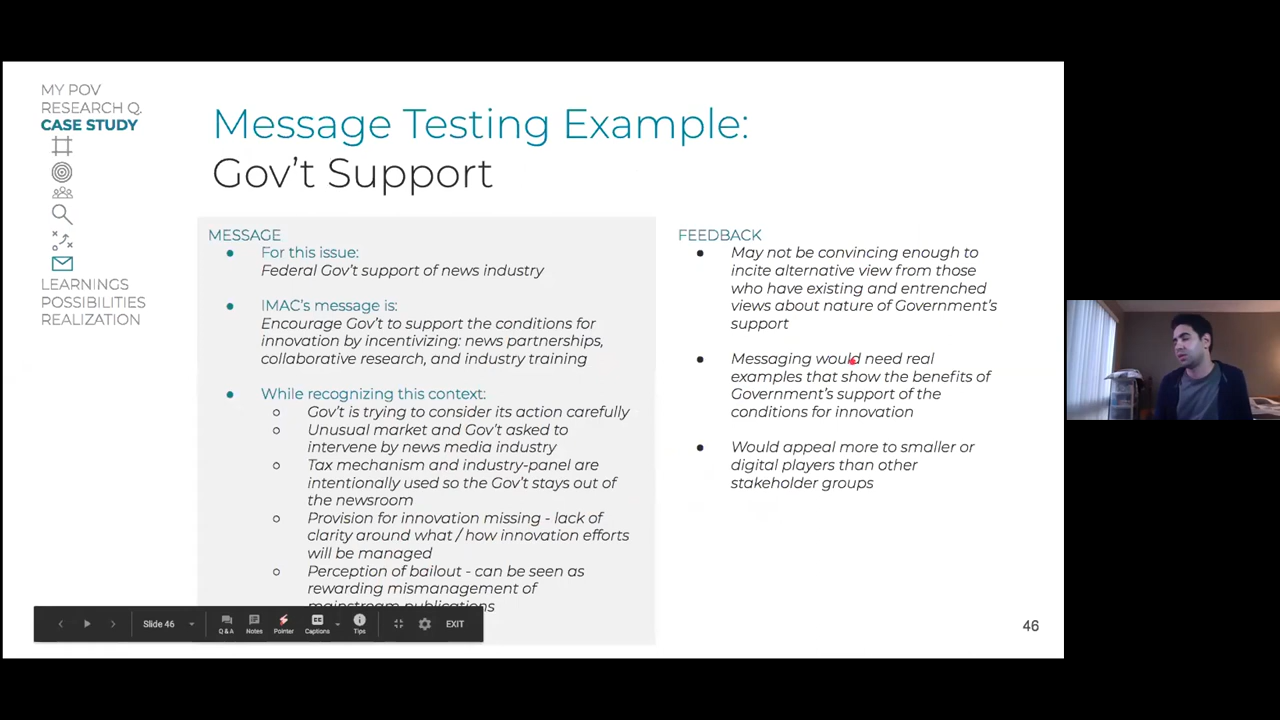 MY POV
RESEARCH Q.
CASE STUDY
LEARNINGS
POSSIBILITIES
REALIZATION
Message Testing Example:
Gov't Support
MESSAGE
● For this issue:
Federal Gov't support of news industry
● IMAC's message is:
Encourage Gov't to support the conditions for
innovation by incentivizing: news partnerships,
collaborative research, and industry training
● While recognizing this context:
○ Gov't is trying to consider its action carefully
○ Unusual market and Gov't asked to
intervene by news media industry
○ Tax mechanism and industry-panel are
intentionally used so the Gov't stays out of
the newsroom
○ Provision for innovation missing - lack of
clarity around what / how innovation efforts
will be managed
○ Perception of bailout - can be seen as
rewarding mismanagement of
mainstream publications
FEEDBACK
● May not be convincing enough to
incite alternative view from those
who have existing and entrenched
views about nature of Government's
support
● Messaging would need real
examples that show the benefits of
Government's support of the
conditions for innovation
● Would appeal more to smaller or
digital players than other
stakeholder groups
Slide 46
Q & A
Notes
Pointer
Captions
Tips
EXIT
46